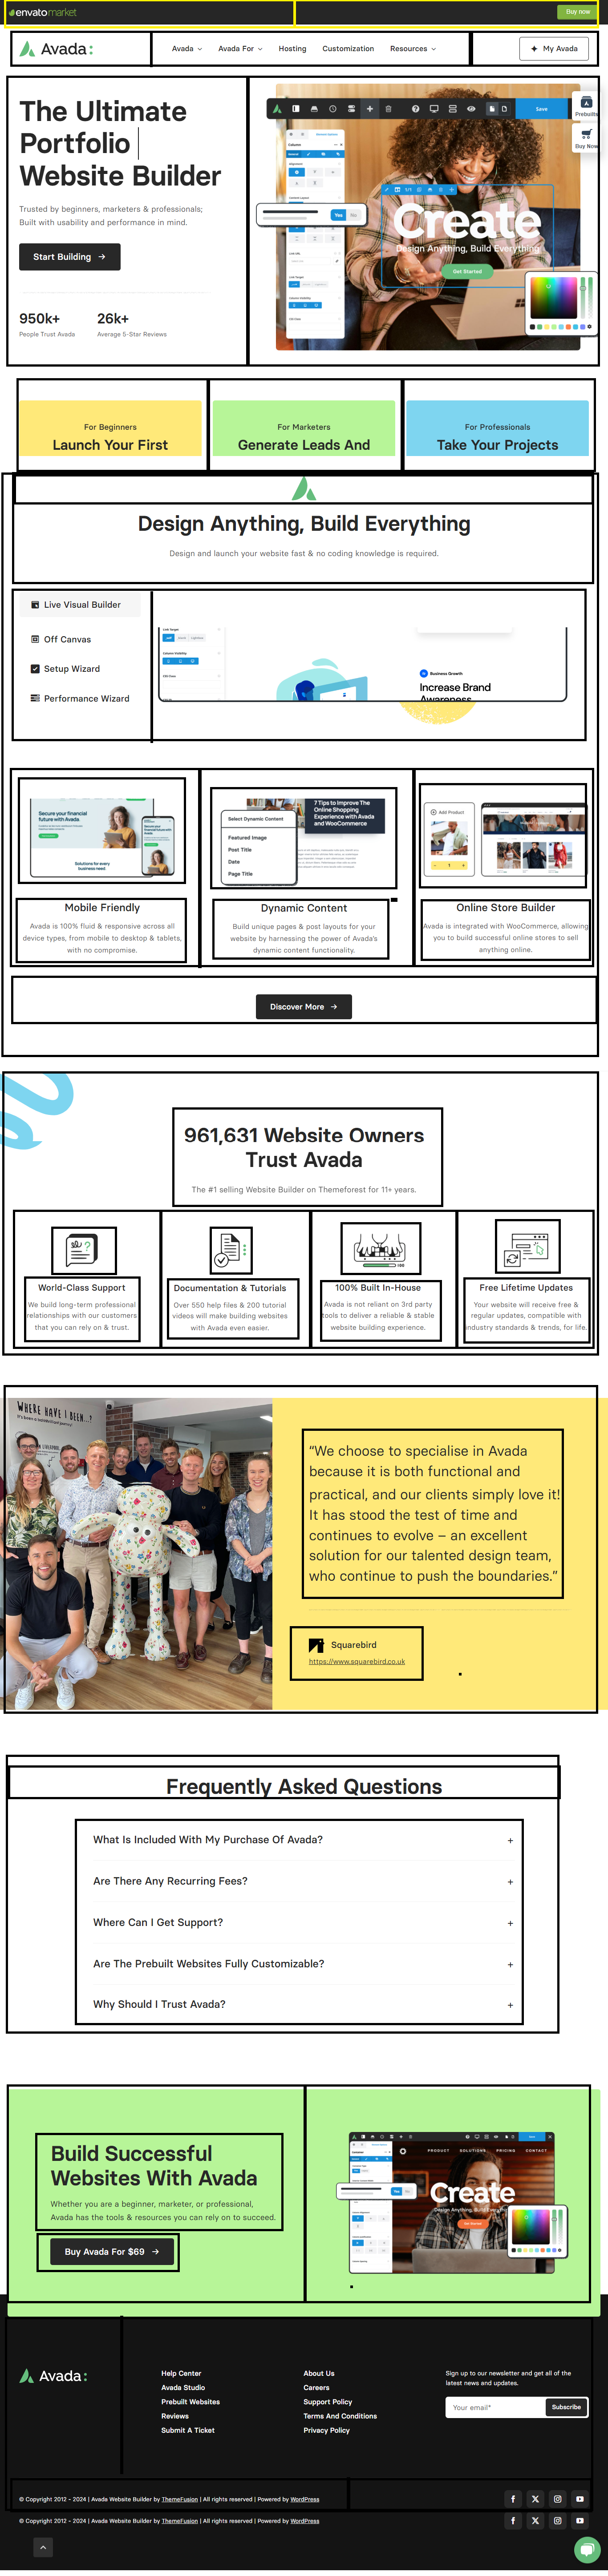 envatomarket
Buy now
Avada
Avada
Avada For
Hosting
Customization
Resources
My Avada
The Ultimate
Portfolio
Website Builder
Trusted by beginners, marketers & professionals;
Built with usability and performance in mind.
Start Building
950k+
People Trust Avada
26k+
Average 5-Star Reviews
Save
Prebuilts
Buy Now
Column
Yes
No
Create
Design Anything, Build Everything
Get Started
For Beginners
Launch Your First
For Marketers
Generate Leads And
For Professionals
Take Your Projects
Design Anything, Build Everything
Design and launch your website fast & no coding knowledge is required.
Live Visual Builder
Off Canvas
Setup Wizard
Performance Wizard
Business Growth
Increase Brand
Awareness
Secure your financial
future with Avada
Solutions for every
business need
Select Dynamic Content
Featured Image
Post Title
Date
Page Title
7 Tips to Improve The
Online Shopping
Experience with Avada
and WooCommerce
Add Product
1
Mobile Friendly
Avada is 100% fluid & responsive across all
device types, from mobile to desktop & tablets,
with no compromise.
Dynamic Content
Build unique pages & post layouts for your
website by harnessing the power of Avada's
dynamic content functionality.
Online Store Builder
Avada is integrated with WooCommerce, allowing
you to build successful online stores to sell
anything online.
Discover More
961,631 Website Owners
Trust Avada
The #1 selling Website Builder on Themeforest for 11+ years.
World-Class Support
We build long-term professional
relationships with our customers
that you can rely on & trust.
Documentation & Tutorials
Over 550 help files & 200 tutorial
videos will make building websites
with Avada even easier.
100
100% Built In-House
Avada is not reliant on 3rd party
tools to deliver a reliable & stable
website building experience.
Free Lifetime Updates
Your website will receive free &
regular updates, compatible with
industry standards & trends, for life.
WHERE HAVE I BEEN...?
“We choose to specialise in Avada
because it is both functional and
practical, and our clients simply love it!
It has stood the test of time and
continues to evolve – an excellent
solution for our talented design team,
who continue to push the boundaries.”
Squarebird
https://www.squarebird.co.uk
Frequently Asked Questions
What Is Included With My Purchase Of Avada?
+
Are There Any Recurring Fees?
+
Where Can I Get Support?
+
Are The Prebuilt Websites Fully Customizable?
+
Why Should I Trust Avada?
+
Build Successful
Websites With Avada
Whether you are a beginner, marketer, or professional,
Avada has the tools & resources you can rely on to succeed.
Buy Avada For $69
PRODUCT
SOLUTIONS
PRICING
CONTACT
Yes
No
Create
Design Anything, Build Everything
Avada
Help Center
Avada Studio
Prebuilt Websites
Reviews
Submit A Ticket
About Us
Careers
Support Policy
Terms And Conditions
Privacy Policy
Sign up to our newsletter and get all of the
latest news and updates.
Your email*
Subscribe
© Copyright 2012 - 2024 | Avada Website Builder by ThemeFusion | All rights reserved | Powered by WordPress
© Copyright 2012 - 2024 | Avada Website Builder by ThemeFusion | All rights reserved | Powered by WordPress